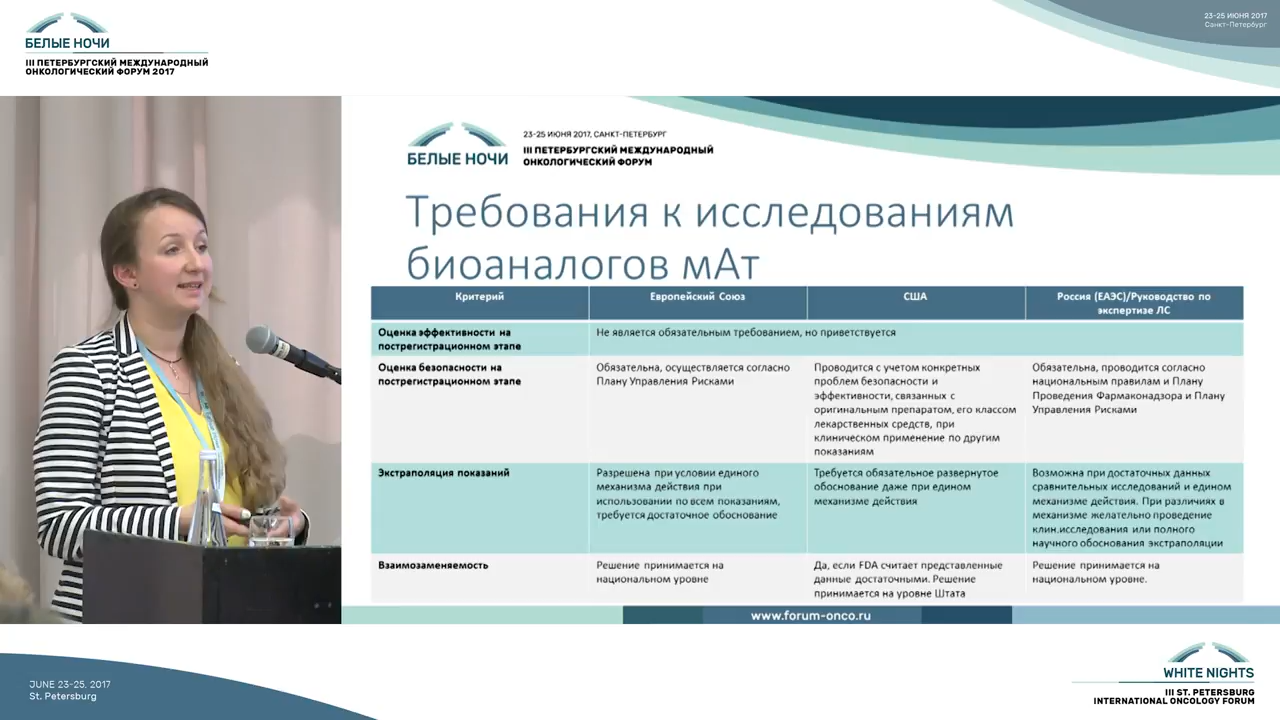 БЕЛЫЕ НОЧИ
III ПЕТЕРБУРГСКИЙ МЕЖДУНАРОДНЫЙ
ОНКОЛОГИЧЕСКИЙ ФОРУМ 2017
23-25 ИЮНЯ 2017
Санкт-Петербург
БЕЛЫЕ НОЧИ
23-25 ИЮНЯ 2017, САНКТ-ПЕТЕРБУРГ
III ПЕТЕРБУРГСКИЙ МЕЖДУНАРОДНЫЙ
ОНКОЛОГИЧЕСКИЙ ФОРУМ
Требования к исследованиям
биоаналогов мАт
Критерий
Европейский Союз
США
Россия (ЕАЭС)/Руководство по
экспертизе ЛС
Оценка эффективности на
пострегистрационном этапе
Не является обязательным требованием, но приветствуется
Оценка безопасности на
пострегистрационном этапе
Обязательна, осуществляется согласно
Плану Управления Рисками
Проводится с учетом конкретных
проблем безопасности и
эффективности, связанных с
оригинальным препаратом, его классом
лекарственных средств, при
клиническом применение по другим
показаниям
Обязательна, проводится согласно
национальным правилам и Плану
Проведения Фармаконадзора и Плану
Управления Рисками
Экстраполяция показаний
Разрешена при условии единого
механизма действия при
использовании по всем показаниям,
требуется достаточное обоснование
Требуется обязательное развернутое
обоснование даже при едином
механизме действия
Возможна при достаточных данных
сравнительных исследований и едином
механизме действия. При различиях в
механизме желательно проведение
клин.исследования или полного
научного обоснования экстраполяции
Взаимозаменяемость
Решение принимается на
национальном уровне
Да, если FDA считает представленные
данные достаточными. Решение
принимается на уровне Штата
Решение принимается на
национальном уровне.
www.forum-onco.ru
JUNE 23-25, 2017
St. Petersburg
WHITE NIGHTS
III ST. PETERSBURG
INTERNATIONAL ONCOLOGY FORUM